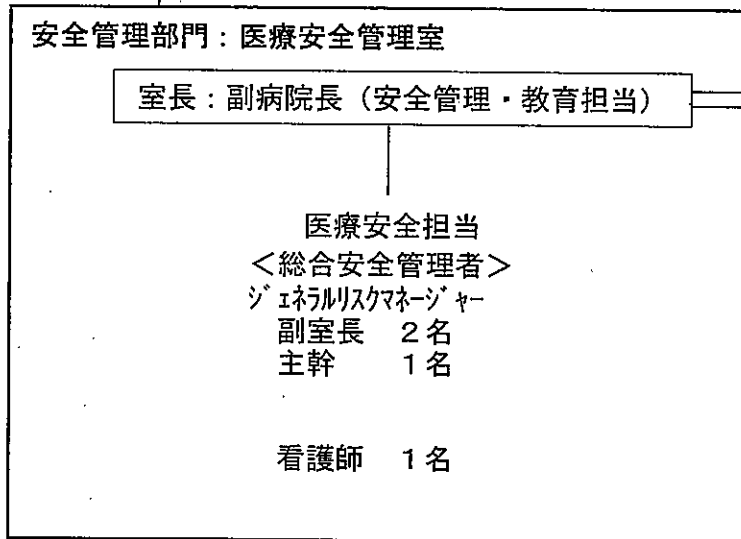 安全管理部門：医療安全管理室
室長：副病院長（安全管理・教育担当）
医療安全担当
＜総合安全管理者＞
ｼﾞｪﾈﾗﾙﾘｽｸﾏﾈｰｼﾞｬｰ
副室長　２名
主幹　　１名
看護師　１名